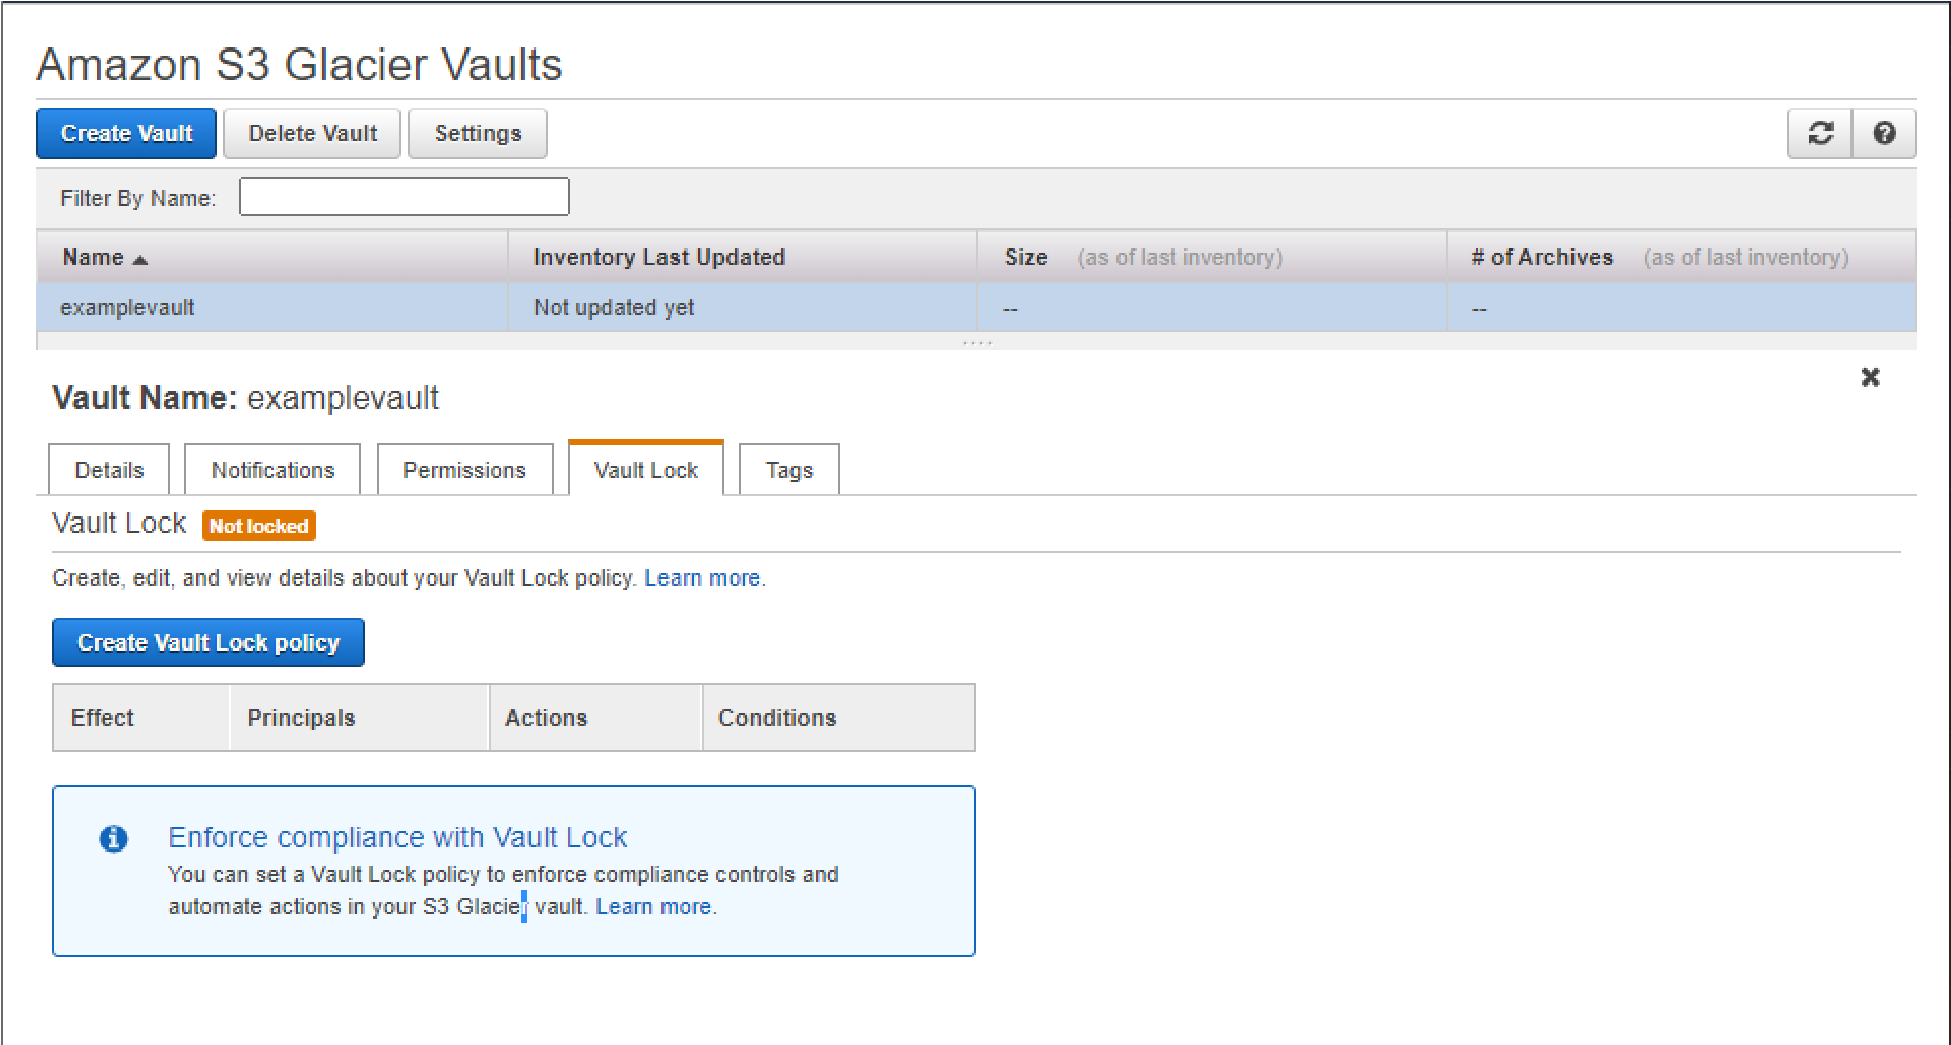 Amazon S3 Glacier Vaults
Create Vault Delete Vault Settings
Filter By Name:
Name Inventory Last Updated Size (as of last inventory) # of Archives (as of last inventory)
examplevault Not updated yet -- --
Vault Name: examplevault
Details Notifications Permissions Vault Lock Tags
Vault Lock Not locked
Create, edit, and view details about your Vault Lock policy. Learn more.
Create Vault Lock policy
Effect Principals Actions Conditions
Enforce compliance with Vault Lock
You can set a Vault Lock policy to enforce compliance controls and
automate actions in your S3 Glacier vault. Learn more.